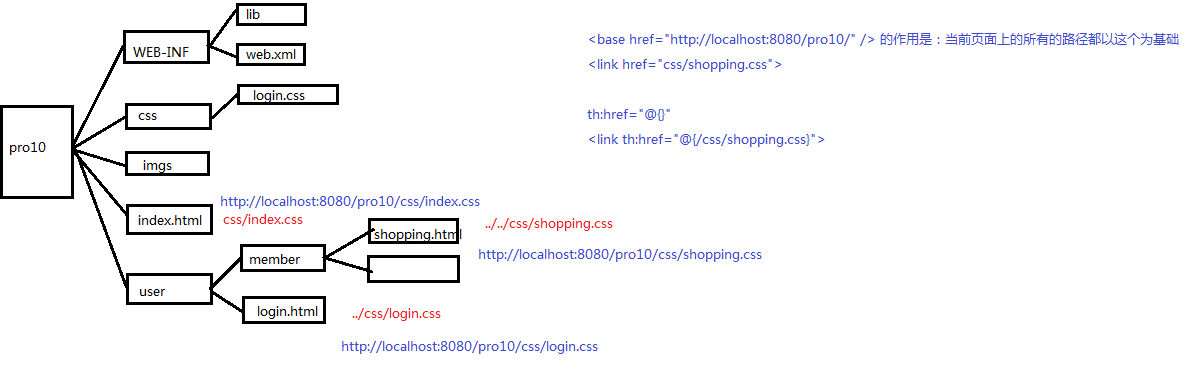 lib
WEB-INF
web.xml
css
login.css
pro10
imgs
index.html
http://localhost:8080/pro10/css/index.css
css/index.css
shopping.html
../../css/shopping.css
http://localhost:8080/pro10/css/shopping.css
member
user
login.html
../css/login.css
http://localhost:8080/pro10/css/login.css
<base href="http://localhost:8080/pro10/" /> 的作用是：当前页面上的所有的路径都以这个为基础
<link href="css/shopping.css">
th:href="@{}"
<link th:href="@{/css/shopping.css}">